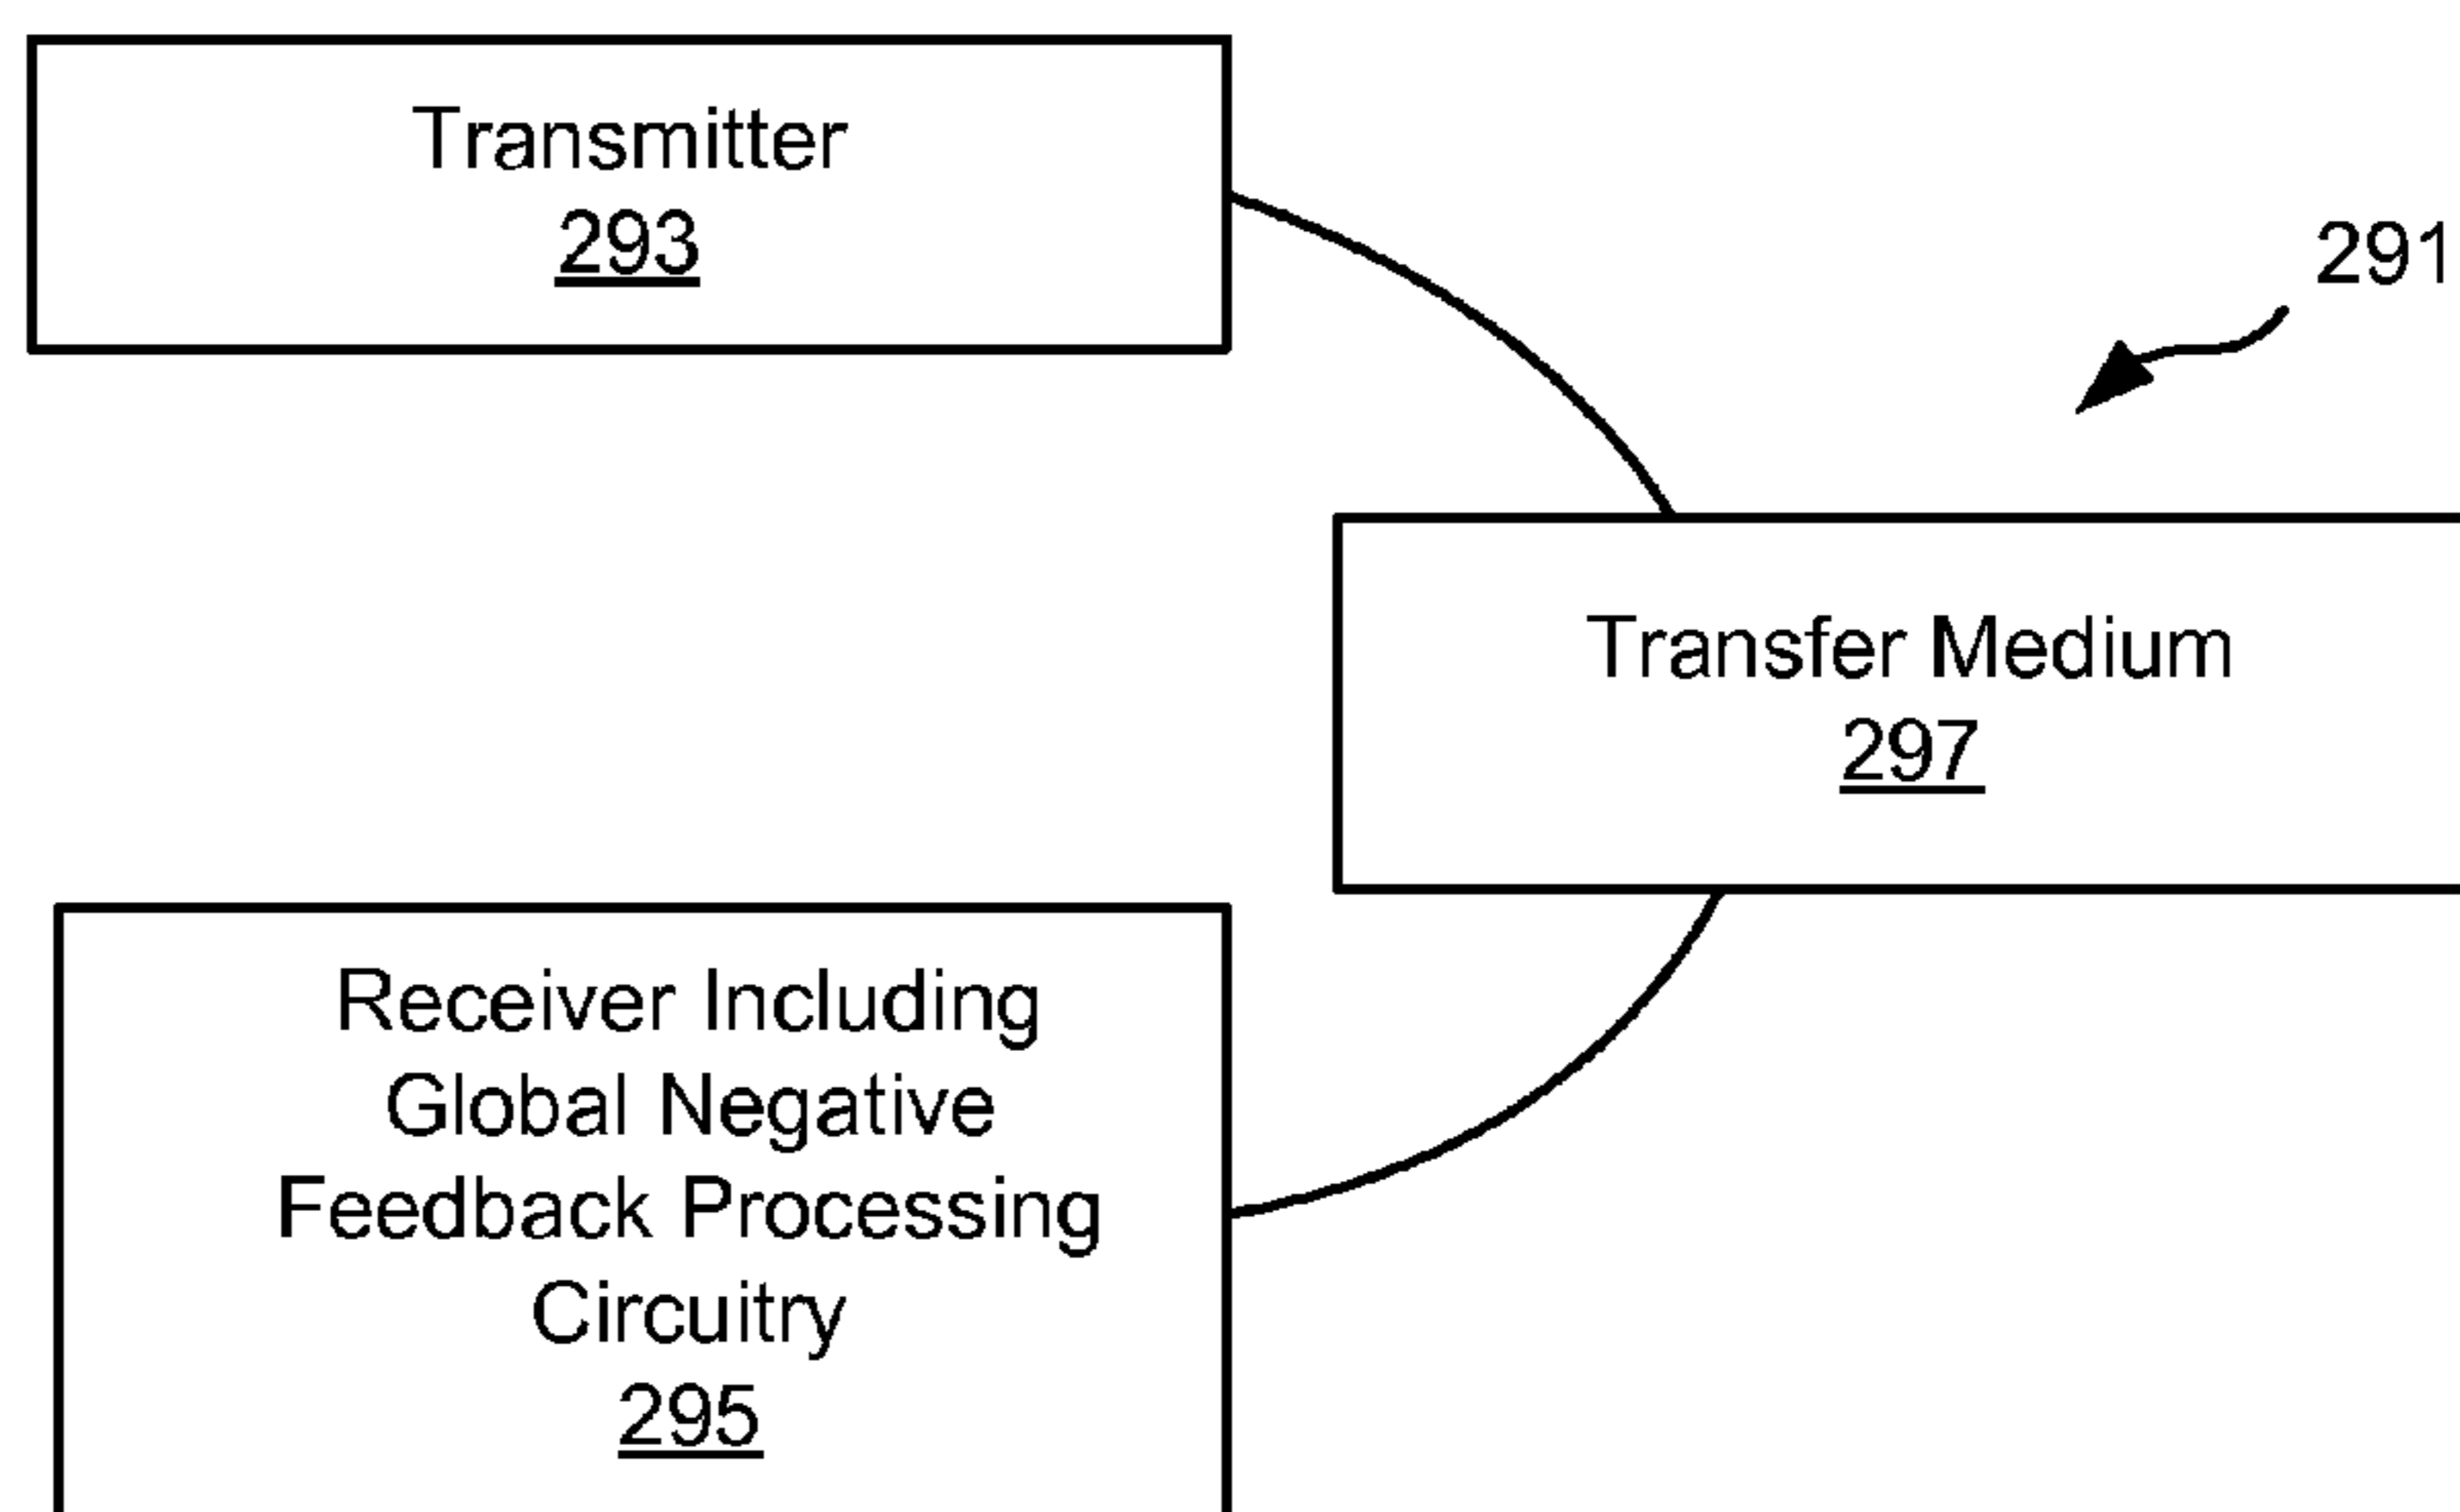 Transmitter
293
291
Transfer Medium
297
Receiver Including
Global Negative
Feedback Processing
Circuitry
295